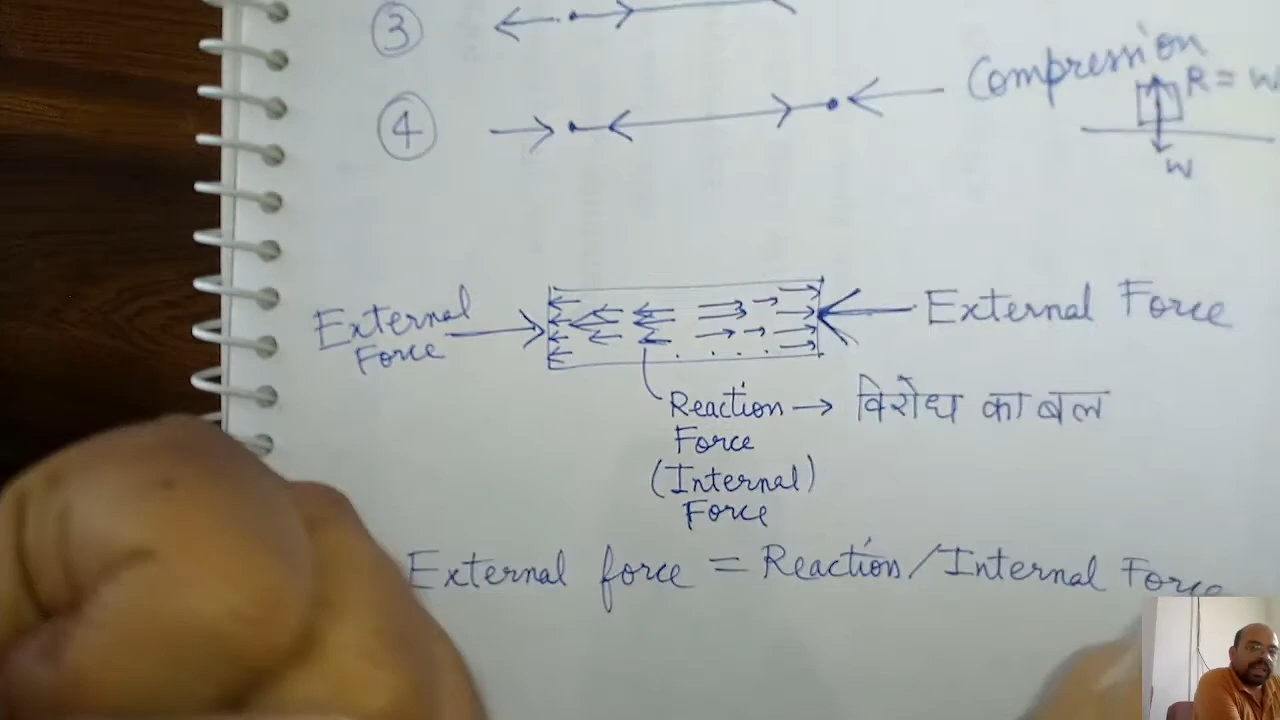 3
4
Compression
R = W
W
External
Force
External Force
Reaction → विरोध का बल
Force
(Internal)
Force
External force = Reaction/Internal Force